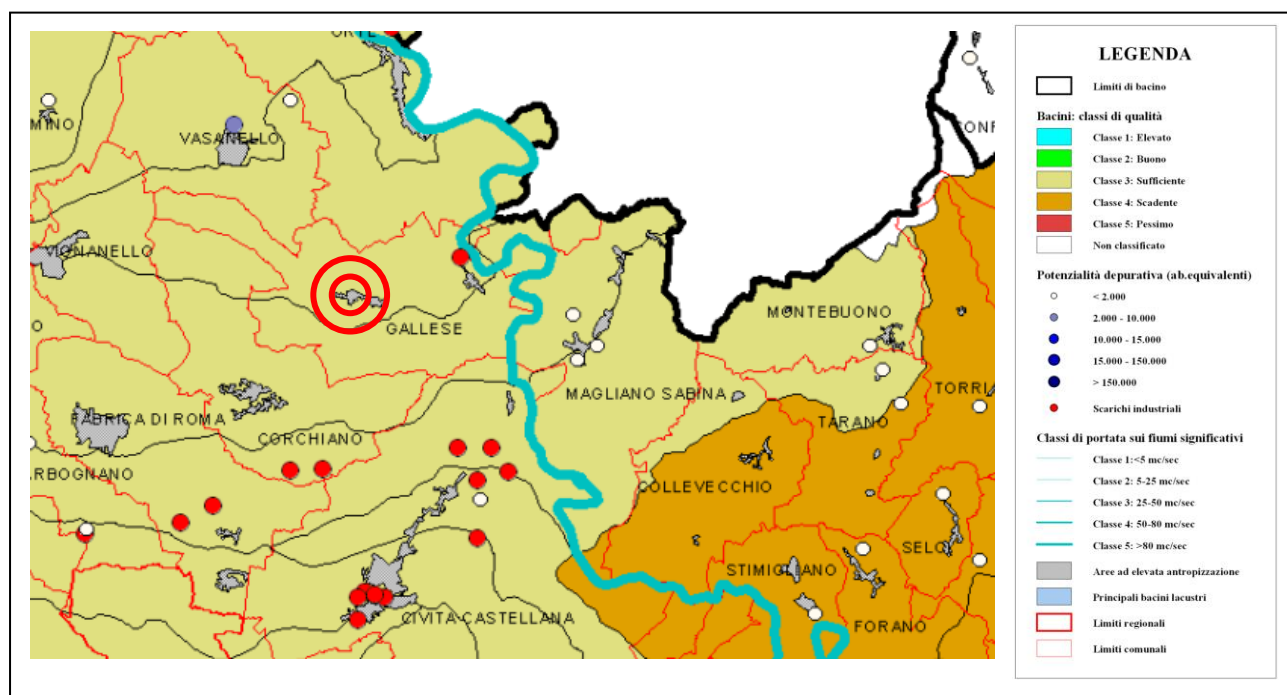 ORTE
MINO
VASANELLO
CONF
VIGNANELLO
GALLESE
MONTEBUONO
O
MAGLIANO SABINA
TORRI
FABRICA DI ROMA
TARANO
CORCHIANO
ARBOGNANO
COLLEVECCHIO
SELCI
STIMIGLIANO
CIVITA CASTELLANA
FORANO
LEGENDA
Limiti di bacino
Bacini: classi di qualità
Classe 1: Elevato
Classe 2: Buono
Classe 3: Sufficiente
Classe 4: Scadente
Classe 5: Pessimo
Non classificato
Potenzialità depurativa (ab.equivalenti)
< 2.000
2.000 - 10.000
10.000 - 15.000
15.000 - 150.000
> 150.000
Scarichi industriali
Classi di portata sui fiumi significativi
Classe 1:<5 mc/sec
Classe 2: 5-25 mc/sec
Classe 3: 25-50 mc/sec
Classe 4: 50-80 mc/sec
Classe 5: >80 mc/sec
Aree ad elevata antropizzazione
Principali bacini lacustri
Limiti regionali
Limiti comunali